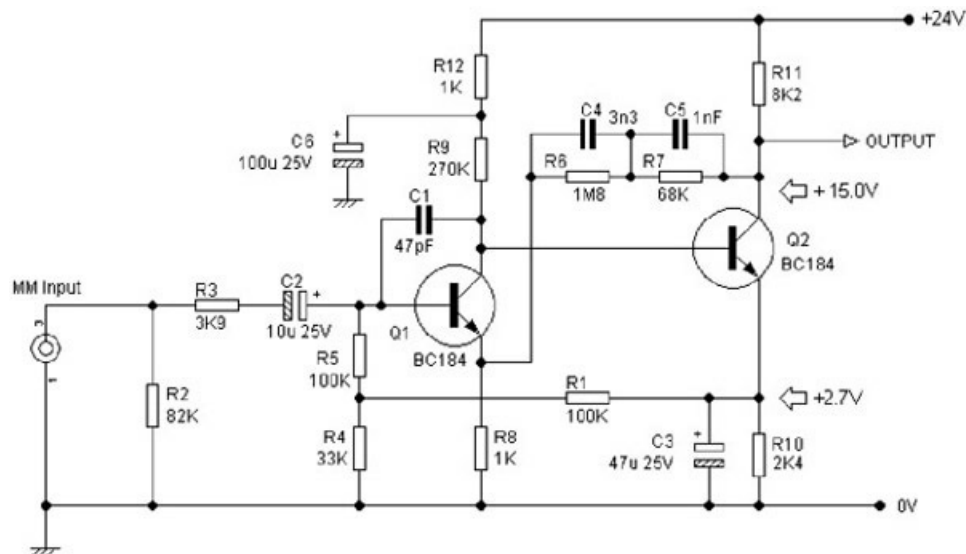 +24V
R12
1K
R11
8K2
C4
3n3
C5
1nF
C6
100u 25V
R9
270K
OUTPUT
R6
1M8
R7
68K
+ 15.0V
C1
47pF
Q2
BC184
MM Input
R3
3K9
C2
10u 25V
Q1
BC184
R5
100K
R1
100K
+2.7V
R2
82K
R4
33K
R8
1K
C3
47u 25V
R10
2K4
0V